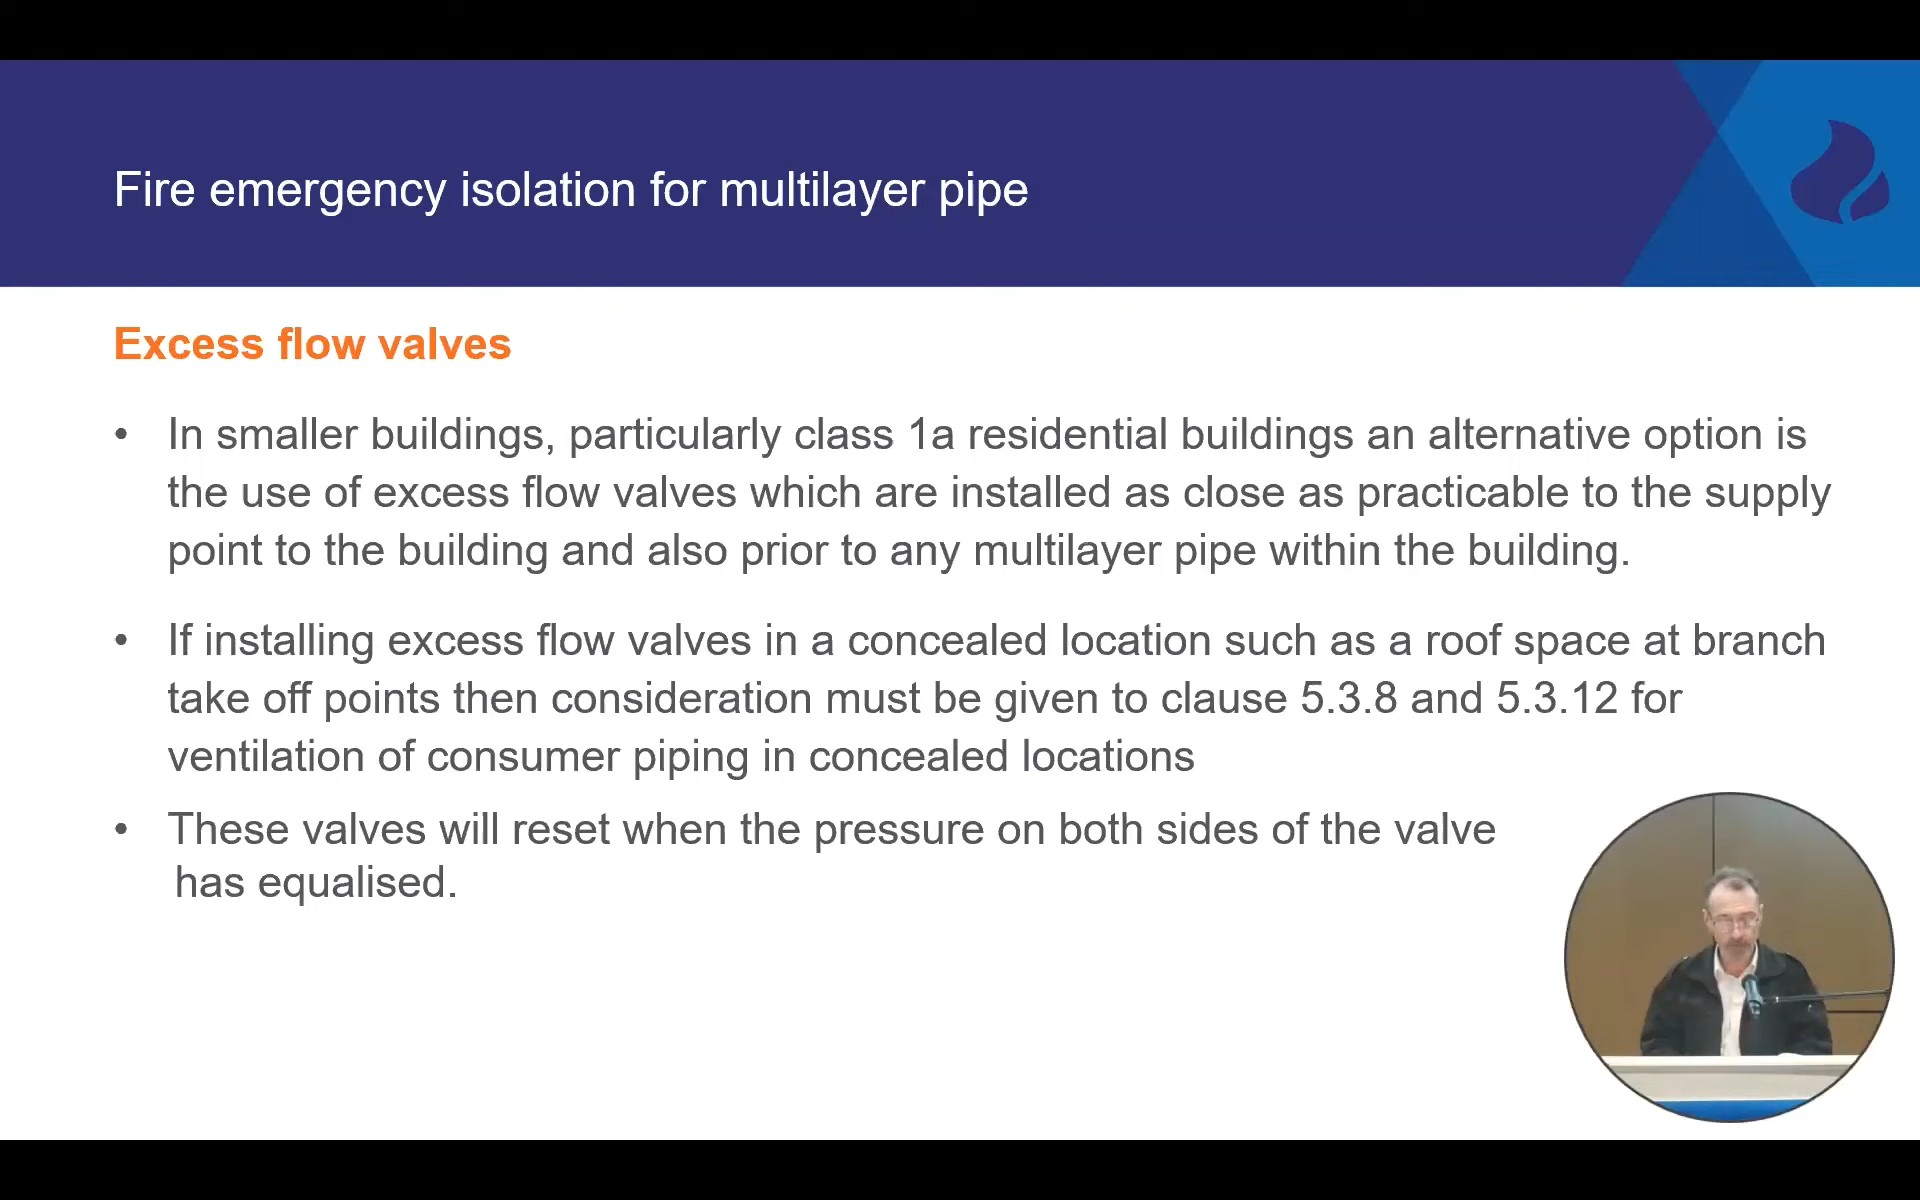 Fire emergency isolation for multilayer pipe
Excess flow valves
• In smaller buildings, particularly class 1a residential buildings an alternative option is
the use of excess flow valves which are installed as close as practicable to the supply
point to the building and also prior to any multilayer pipe within the building.
• If installing excess flow valves in a concealed location such as a roof space at branch
take off points then consideration must be given to clause 5.3.8 and 5.3.12 for
ventilation of consumer piping in concealed locations
• These valves will reset when the pressure on both sides of the valve
has equalised.